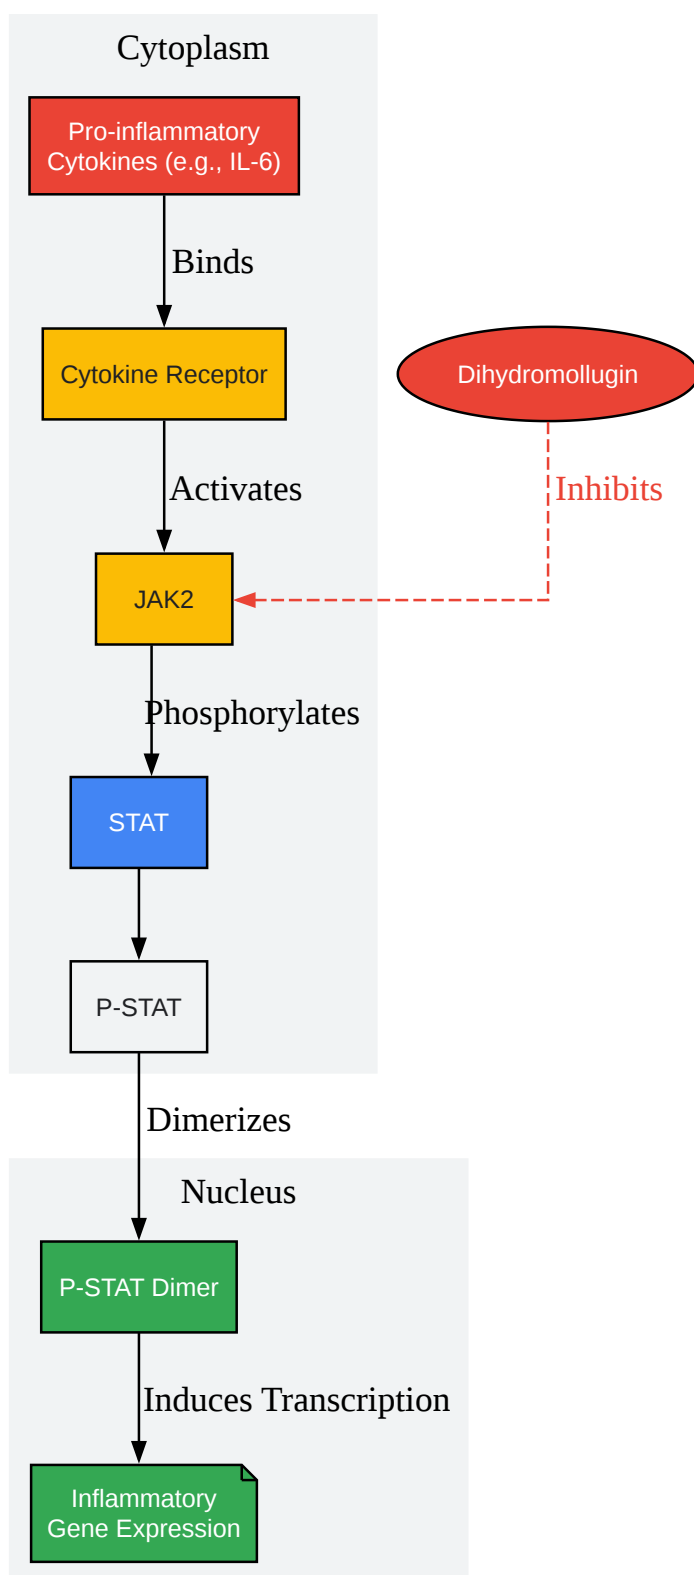 Cytoplasm
Pro-inflammatory
Cytokines (e.g., IL-6)
Binds
Cytokine Receptor
Dihydromollugin
Activates
Inhibits
JAK2
Phosphorylates
STAT
P-STAT
Dimerizes
Nucleus
P-STAT Dimer
Induces Transcription
Inflammatory
Gene Expression